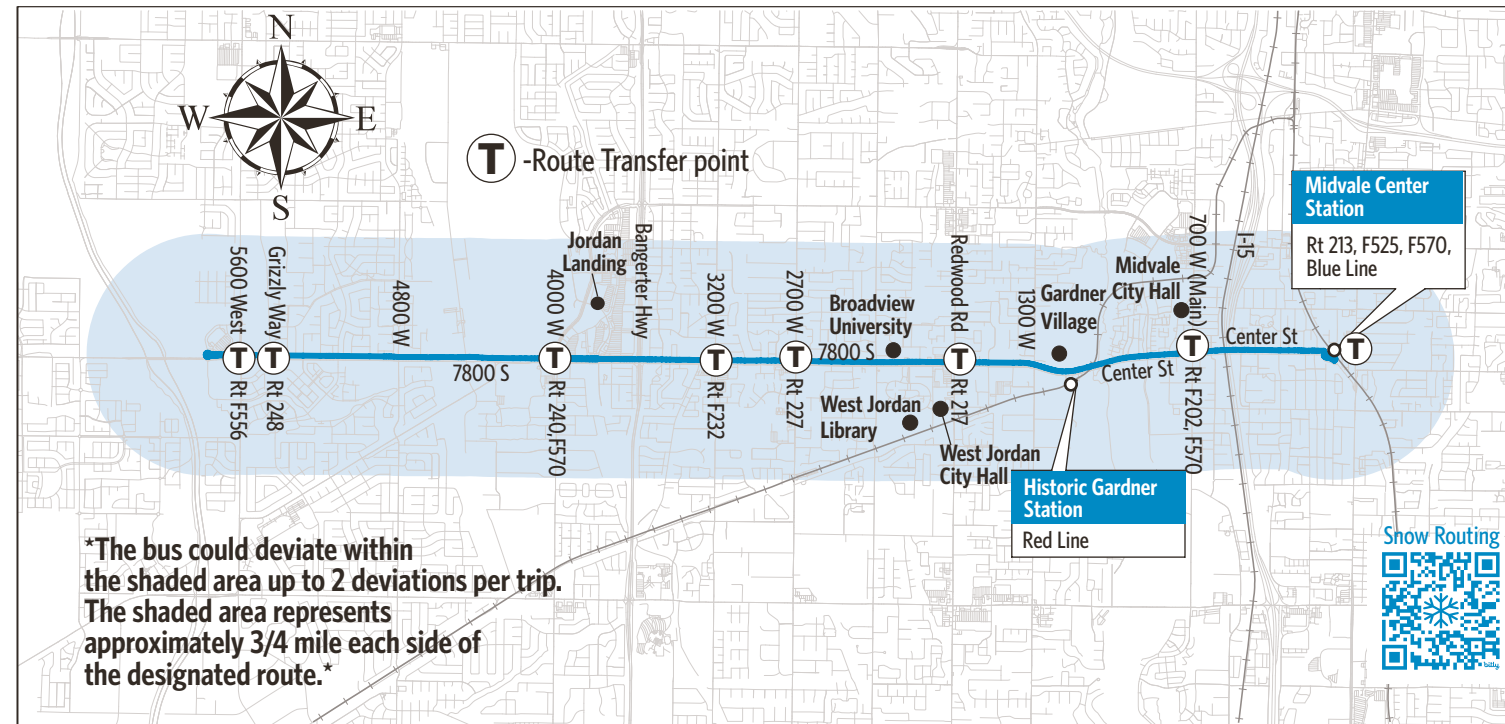 N
W
E
S
T
-Route Transfer point
Jordan
Landing
Bangerter Hwy
5600 West
T
Rt F556
Grizzly Way
T
Rt 248
4800 W
7800 S
4000 W
T
Rt 240,F570
3200 W
T
Rt F232
2700 W
T
Rt 227
Broadview
University
7800 S
West Jordan
Library
Redwood Rd
T
Rt 217
West Jordan
City Hall
1300 W
Gardner
Village
Historic Gardner
Station
Red Line
Center St
Midvale
City Hall
700 W (Main)
T
Rt F202, F570
I-15
Center St
T
Midvale Center
Station
Rt 213, F525, F570,
Blue Line
*The bus could deviate within
the shaded area up to 2 deviations per trip.
The shaded area represents
approximately 3/4 mile each side of
the designated route.*
Snow Routing
bitly